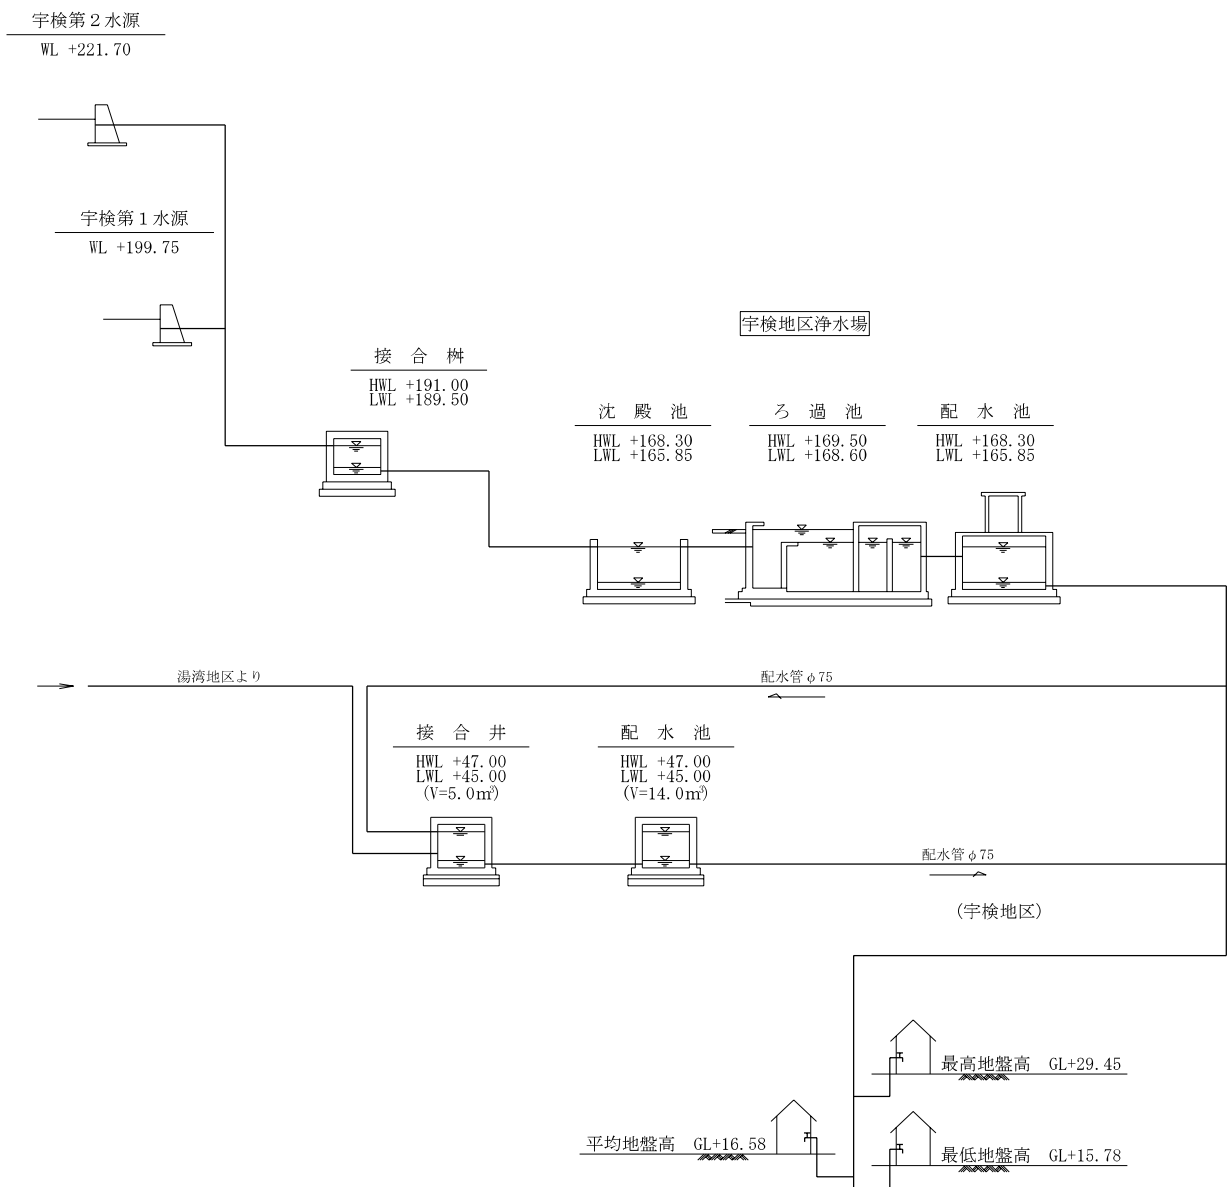 宇検第２水源
WL +221.70
宇検第１水源
WL +199.75
宇検地区浄水場
接 合 桝
HWL +191.00
LWL +189.50
沈 殿 池
HWL +168.30
LWL +165.85
ろ 過 池
HWL +169.50
LWL +168.60
配 水 池
HWL +168.30
LWL +165.85
湯湾地区より
配水管φ75
接 合 井
HWL +47.00
LWL +45.00
(V=5.0㎥)
配 水 池
HWL +47.00
LWL +45.00
(V=14.0㎥)
配水管φ75
(宇検地区)
最高地盤高 GL+29.45
平均地盤高 GL+16.58
最低地盤高 GL+15.78